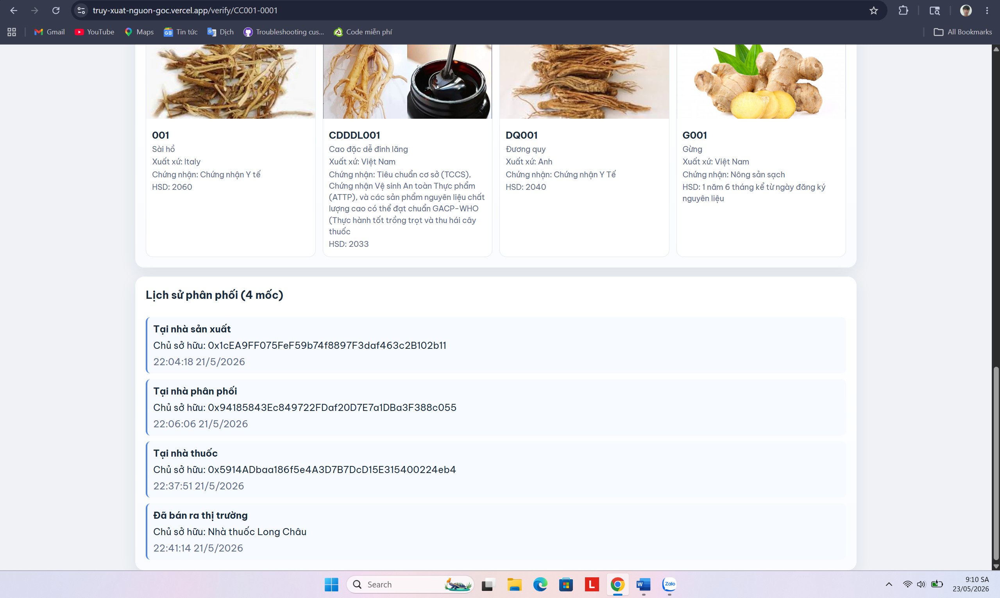 truy-xuat-nguon-goc.vercel.app/verify/CC001-0001
Gmail
YouTube
Maps
Tin tức
Dịch
Troubleshooting cus...
Code miễn phí
All Bookmarks
001
Sài hồ
Xuất xứ: Italy
Chứng nhận: Chứng nhận Y tế
HSD: 2060
CDDDL001
Cao đặc dễ đinh lăng
Xuất xứ: Việt Nam
Chứng nhận: Tiêu chuẩn cơ sở (TCCS),
Chứng nhận Vệ sinh An toàn Thực phẩm
(ATTP), và các sản phẩm nguyên liệu chất
lượng cao có thể đạt chuẩn GACP-WHO
(Thực hành tốt trồng trọt và thu hái cây
thuốc
HSD: 2033
DQ001
Đương quy
Xuất xứ: Anh
Chứng nhận: Chứng nhận Y Tế
HSD: 2040
G001
Gừng
Xuất xứ: Việt Nam
Chứng nhận: Nông sản sạch
HSD: 1 năm 6 tháng kể từ ngày đăng ký
nguyên liệu
Lịch sử phân phối (4 mốc)
Tại nhà sản xuất
Chủ sở hữu: 0x1cEA9FF075FeF59b74f8897F3daf463c2B102b11
22:04:18 21/5/2026
Tại nhà phân phối
Chủ sở hữu: 0x94185843Ec849722FDaf20D7E7a1DBa3F388c055
22:06:06 21/5/2026
Tại nhà thuốc
Chủ sở hữu: 0x5914ADbaa186f5e4A3D7B7DcD15E315400224eb4
22:37:51 21/5/2026
Đã bán ra thị trường
Chủ sở hữu: Nhà thuốc Long Châu
22:41:14 21/5/2026
Search
L
W
Zalo
9:10 SA
23/05/2026